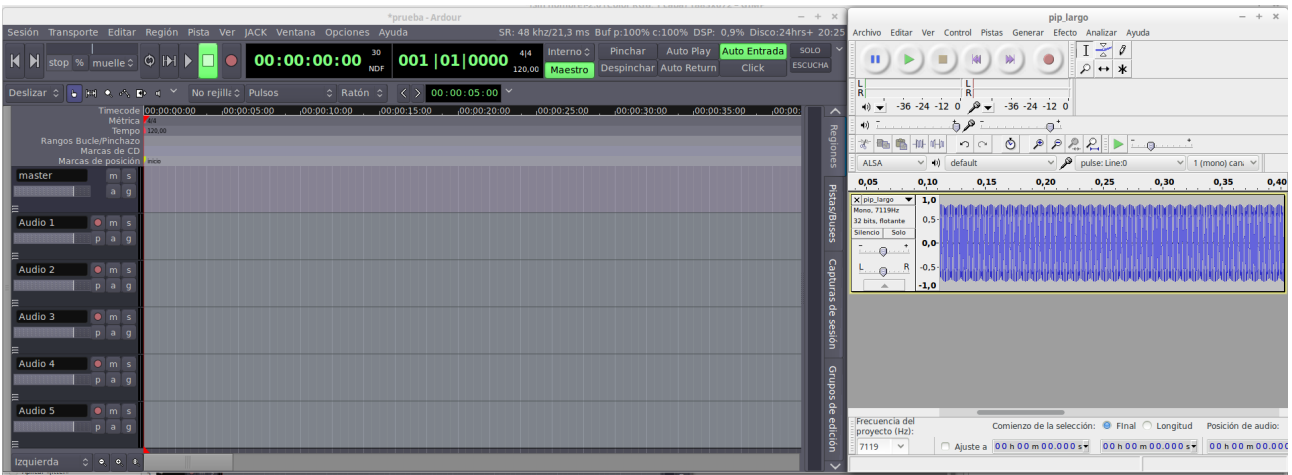 *prueba - Ardour
Sesión Transporte Editar Región Pista Ver JACK Ventana Opciones Ayuda SR: 48 khz/21,3 ms Buf p:100% c:100% DSP: 0,9% Disco:24hrs+ 20:25
stop % muelle 00:00:00:00 30 NDF 001|01|0000 4|4 120,00 Interno Pinchar Auto Play Auto Entrada SOLO
Maestro Despinchar Auto Return Click ESCUCHA
Deslizar No rejilla Pulsos Ratón 00:00:05:00
Timecode 00:00:00:00 00:00:05:00 00:00:10:00 00:00:15:00 00:00:20:00 00:00:25:00 00:00:30:00 00:00:35:00 00:00:
Métrica 4/4
Tempo 120,00
Rangos Bucle/Pinchazo
Marcas de CD
Marcas de posición inicio
master m s
a g
Audio 1 m s
p a g
Audio 2 m s
p a g
Audio 3 m s
p a g
Audio 4 m s
p a g
Audio 5 m s
p a g
Izquierda
Regiones
Pistas/Buses
Capturas de sesión
Grupos de edición
pip_largo
Archivo Editar Ver Control Pistas Generar Efecto Analizar Ayuda
L
R
-36 -24 -12 0
L
R
-36 -24 -12 0
ALSA default pulse: Line:0 1 (mono) can
0,05 0,10 0,15 0,20 0,25 0,30 0,35 0,40
X pip_largo
Mono, 7119Hz
32 bits, flotante
Silencio Solo
- +
L R
1,0
0,5
0,0
-0,5
-1,0
Frecuencia del
proyecto (Hz):
Comienzo de la selección: FInal Longitud Posición de audio:
7119 Ajuste a 00 h 00 m 00.000 s 00 h 00 m 00.000 s 00 h 00 m 00.000